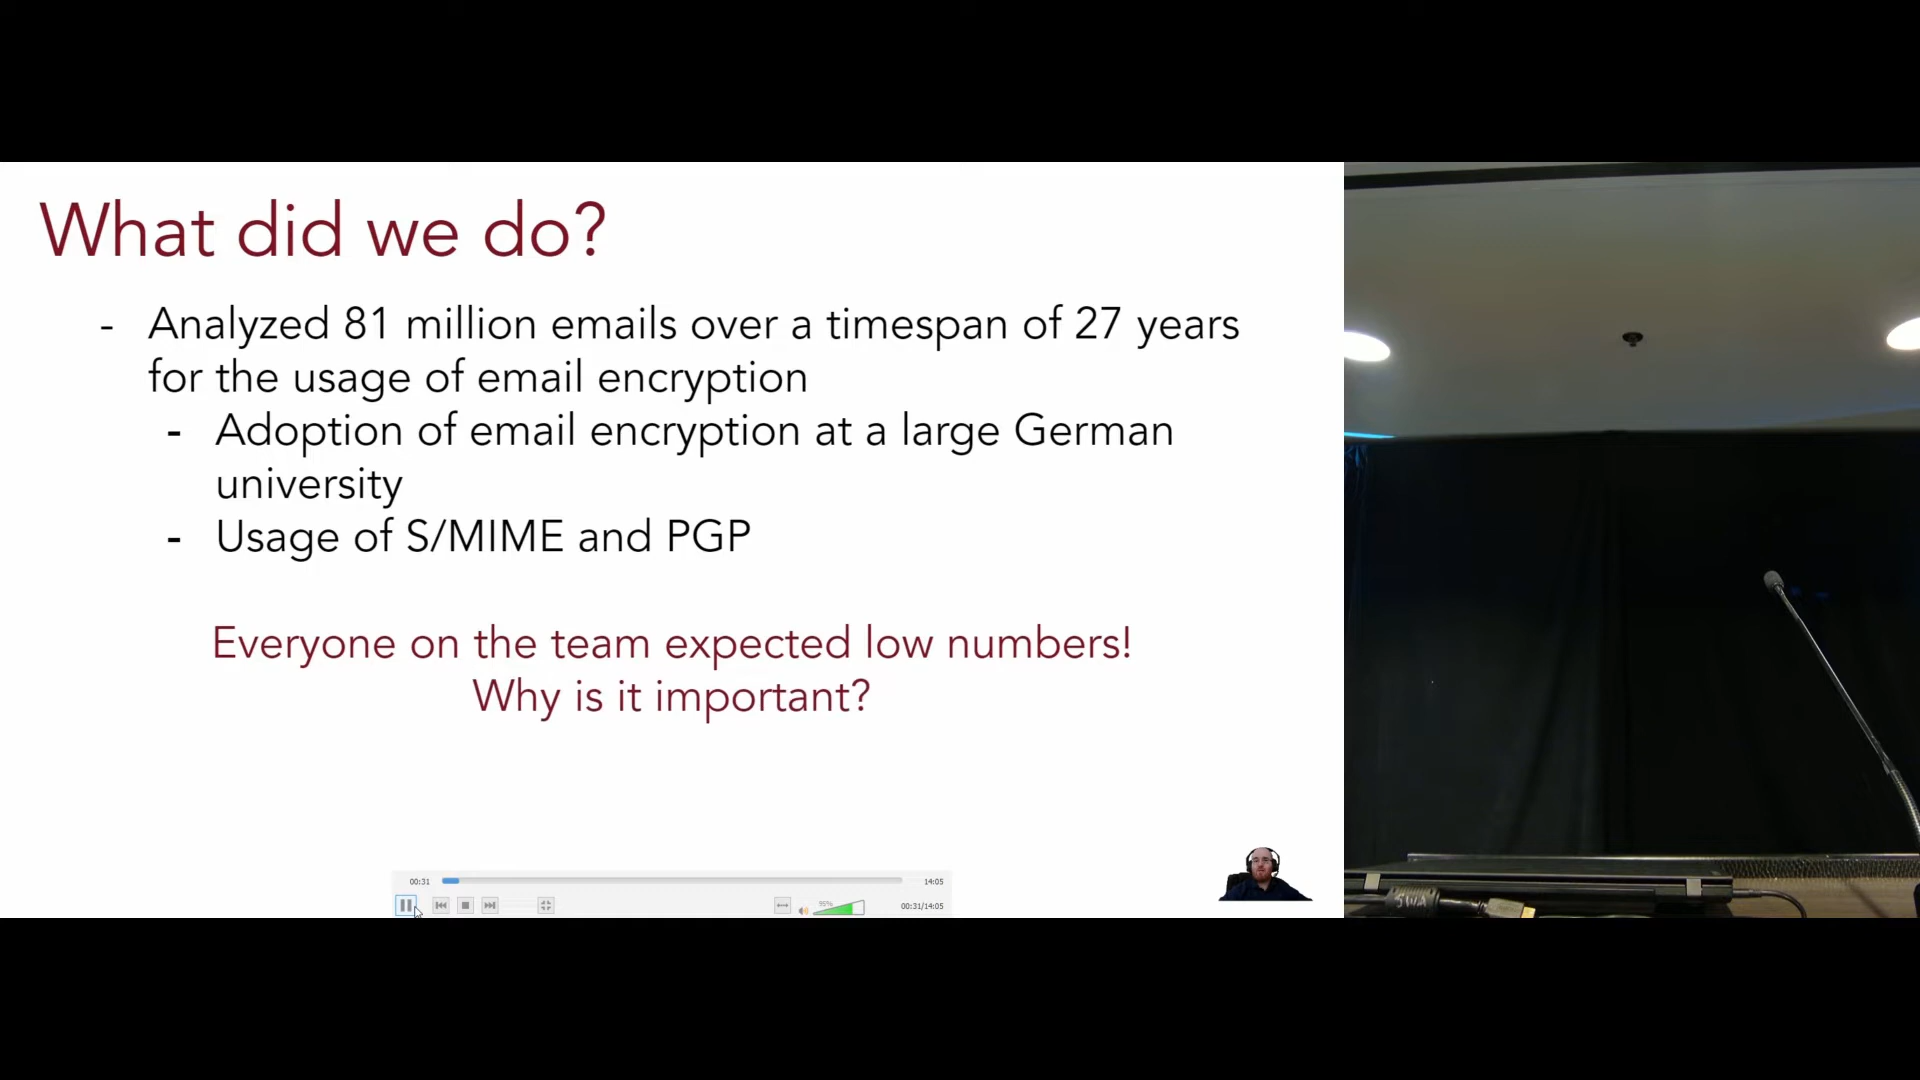 What did we do?
- Analyzed 81 million emails over a timespan of 27 years
for the usage of email encryption
- Adoption of email encryption at a large German
university
- Usage of S/MIME and PGP
Everyone on the team expected low numbers!
Why is it important?
00:31
14:05
95%
00:31/14:05
SWA